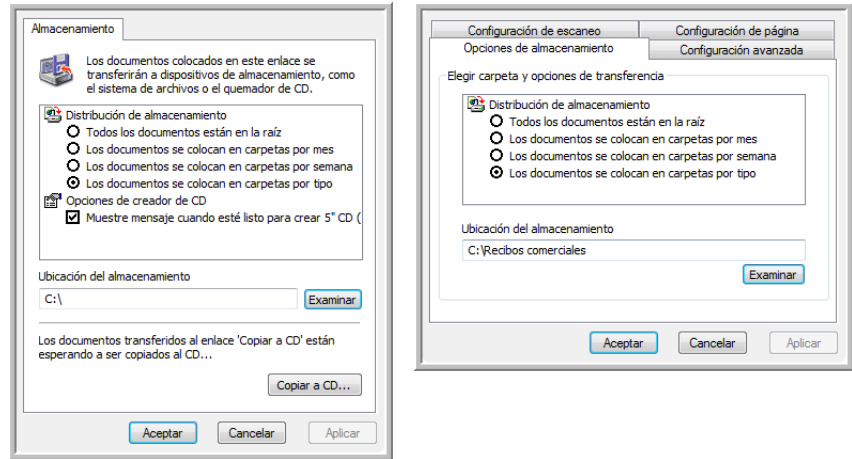 Almacenamiento
Los documentos colocados en este enlace se
transferirán a dispositivos de almacenamiento, como
el sistema de archivos o el quemador de CD.
Distribución de almacenamiento
Todos los documentos están en la raíz
Los documentos se colocan en carpetas por mes
Los documentos se colocan en carpetas por semana
Los documentos se colocan en carpetas por tipo
Opciones de creador de CD
Muestre mensaje cuando esté listo para crear 5" CD (
Ubicación del almacenamiento
C:\
Examinar
Los documentos transferidos al enlace 'Copiar a CD' están
esperando a ser copiados al CD...
Copiar a CD...
Aceptar Cancelar Aplicar
Configuración de escaneo Configuración de página
Opciones de almacenamiento Configuración avanzada
Elegir carpeta y opciones de transferencia
Distribución de almacenamiento
Todos los documentos están en la raíz
Los documentos se colocan en carpetas por mes
Los documentos se colocan en carpetas por semana
Los documentos se colocan en carpetas por tipo
Ubicación del almacenamiento
C:\Recibos comerciales
Examinar
Aceptar Cancelar Aplicar